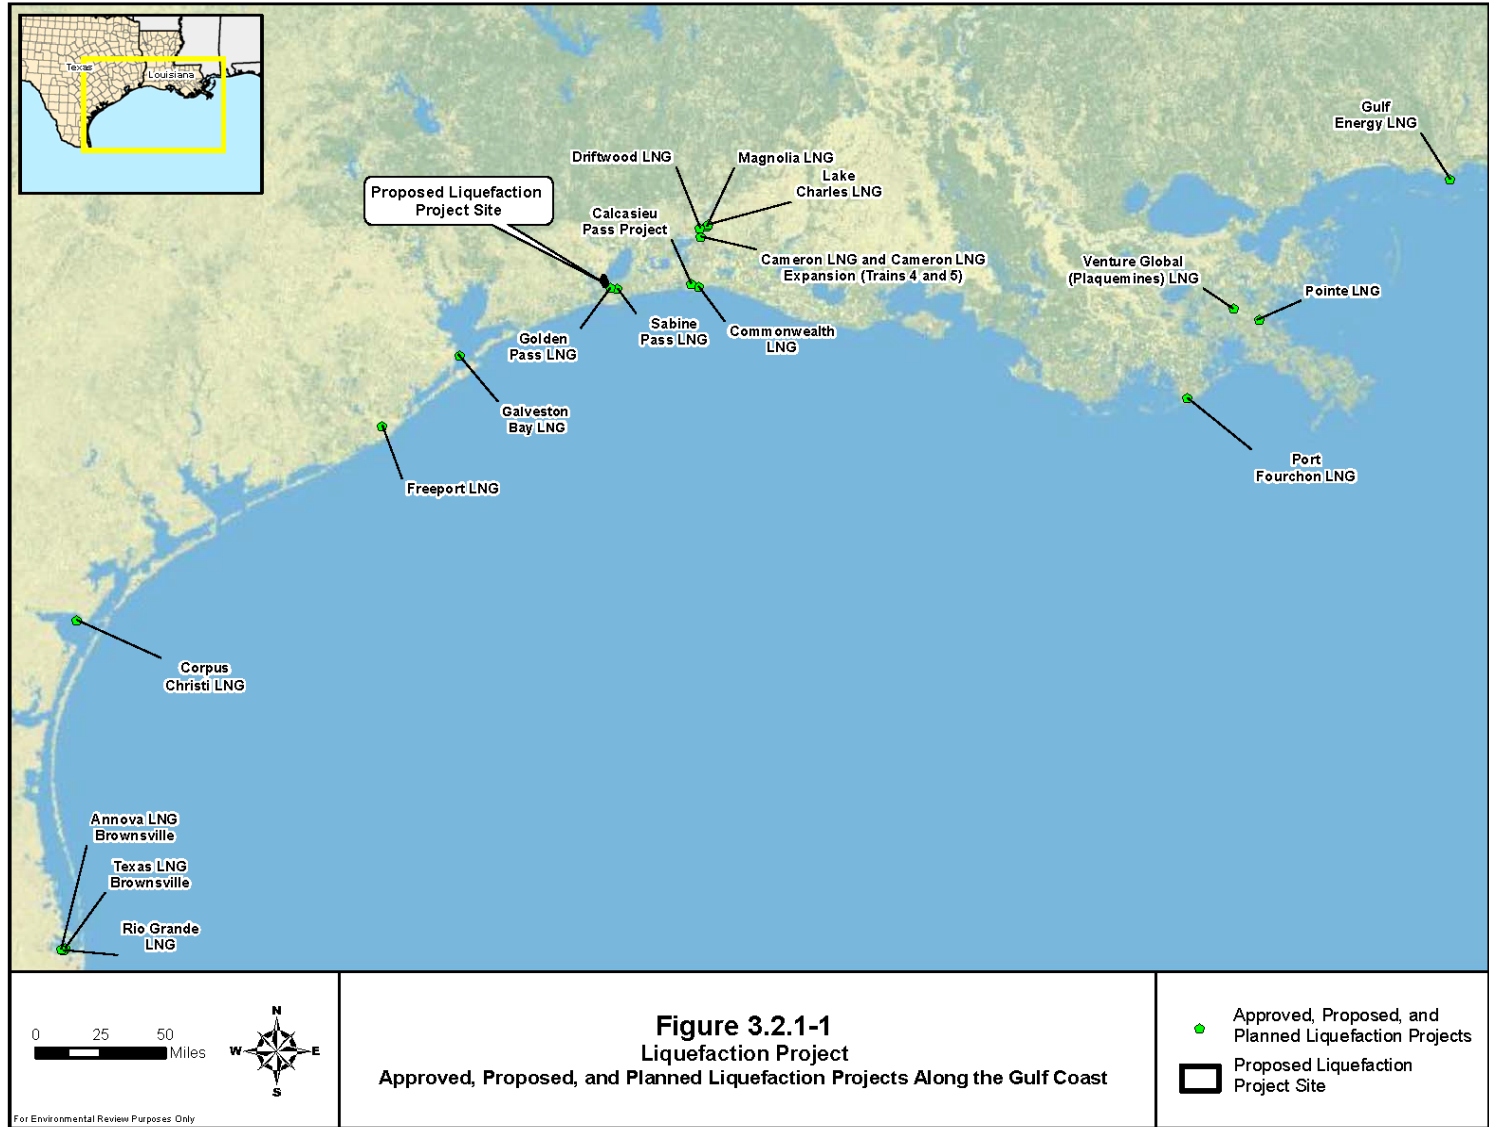 Texas
Louisiana
Gulf
Energy LNG
Driftwood LNG
Magnolia LNG
Lake
Charles LNG
Proposed Liquefaction
Project Site
Calcasieu
Pass Project
Cameron LNG and Cameron LNG
Expansion (Trains 4 and 5)
Venture Global
(Plaquemines) LNG
Pointe LNG
Golden
Pass LNG
Sabine
Pass LNG
Commonwealth
LNG
Galveston
Bay LNG
Freeport LNG
Port
Fourchon LNG
Corpus
Christi LNG
Annova LNG
Brownsville
Texas LNG
Brownsville
Rio Grande
LNG
0 25 50
Miles
N
W E
S
For Environmental Review Purposes Only
Figure 3.2.1-1
Liquefaction Project
Approved, Proposed, and Planned Liquefaction Projects Along the Gulf Coast
Approved, Proposed, and
Planned Liquefaction Projects
Proposed Liquefaction
Project Site